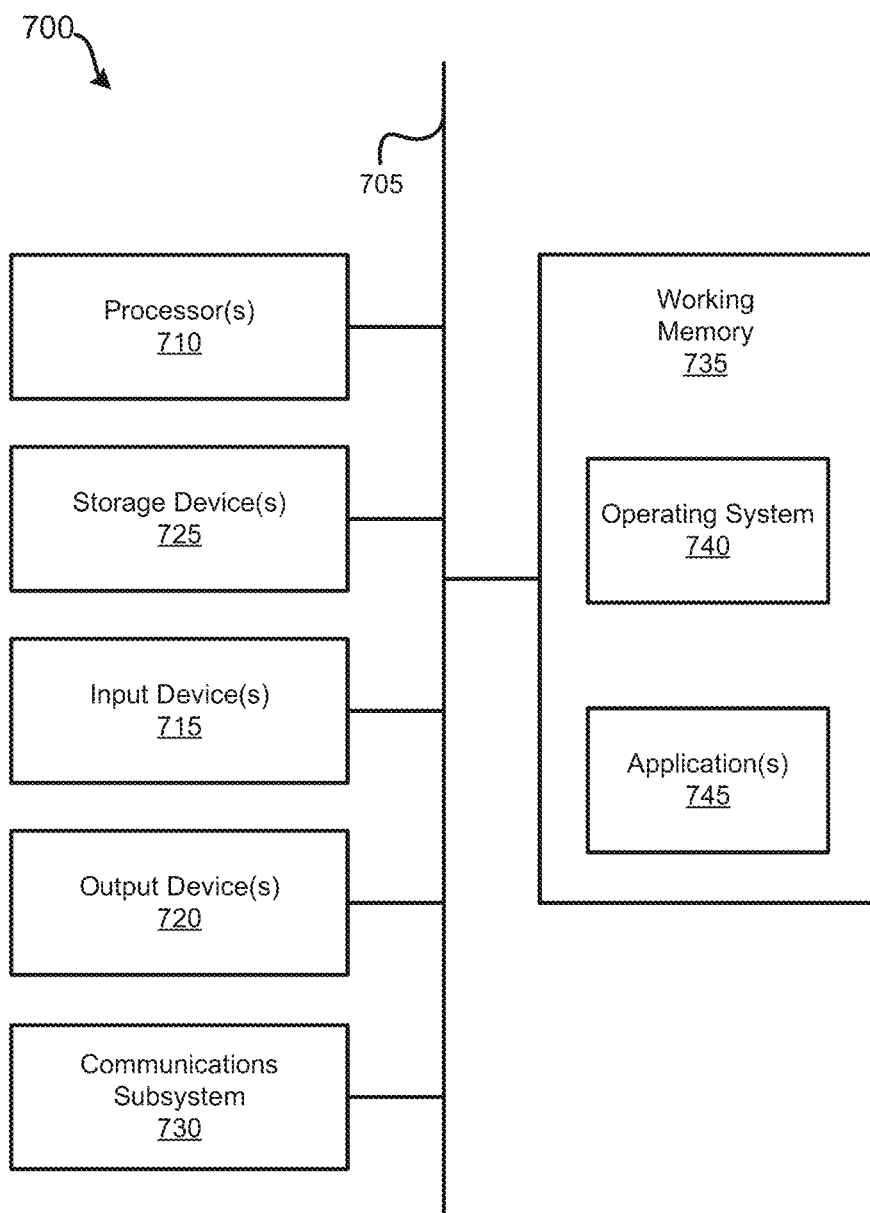 700
705
Processor(s)
710
Storage Device(s)
725
Input Device(s)
715
Output Device(s)
720
Communications
Subsystem
730
Working
Memory
735
Operating System
740
Application(s)
745